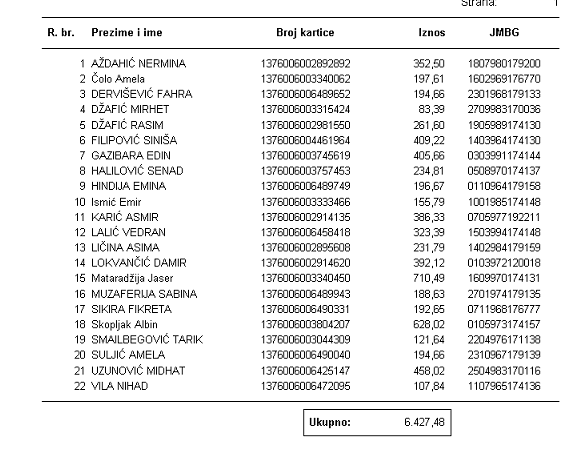 Strana: 1
R. br. Prezime i ime Broj kartice Iznos JMBG
1 AŽDAHIĆ NERMINA 1376006002892892 352,50 1807980179200
2 Čolo Amela 1376006003340062 197,61 1602969176770
3 DERVIŠEVIĆ FAHRA 1376006006489652 194,66 2301968179133
4 DŽAFIĆ MIRHET 1376006003315424 83,39 2709983170036
5 DŽAFIĆ RASIM 1376006002981550 261,60 1905989174130
6 FILIPOVIĆ SINIŠA 1376006004461964 409,22 1403964174130
7 GAZIBARA EDIN 1376006003745619 405,66 0303991174144
8 HALILOVIĆ SENAD 1376006003757453 234,81 0508970174137
9 HINDIJA EMINA 1376006006489749 196,67 0110964179158
10 Ismić Emir 1376006003333466 155,79 1001985174148
11 KARIĆ ASMIR 1376006002914135 386,33 0705977192211
12 LALIĆ VEDRAN 1376006006458418 323,39 1503994174148
13 LIČINA ASIMA 1376006002895608 231,79 1402984179159
14 LOKVANČIĆ DAMIR 1376006002914620 392,12 0103972120018
15 Mataradžija Jaser 1376006003340450 710,49 1609970174131
16 MUZAFERIJA SABINA 1376006006489943 188,63 2701974179135
17 SIKIRA FIKRETA 1376006006490331 192,65 0711968176777
18 Skopljak Albin 1376006003804207 628,02 0105973174157
19 SMAILBEGOVIĆ TARIK 1376006003044309 121,64 2204976171138
20 SULJIĆ AMELA 1376006006490040 194,66 2310967179139
21 UZUNOVIĆ MIDHAT 1376006006425147 458,02 2504983170116
22 VILA NIHAD 1376006006472095 107,84 1107965174136
Ukupno: 6.427,48